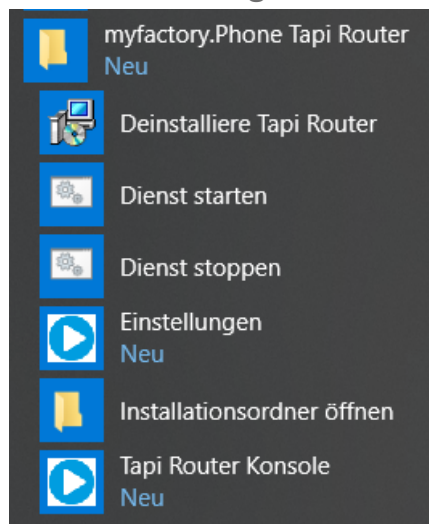 myfactory.Phone Tapi Router
Neu
Deinstalliere Tapi Router
Dienst starten
Dienst stoppen
Einstellungen
Neu
Installationsordner öffnen
Tapi Router Konsole
Neu